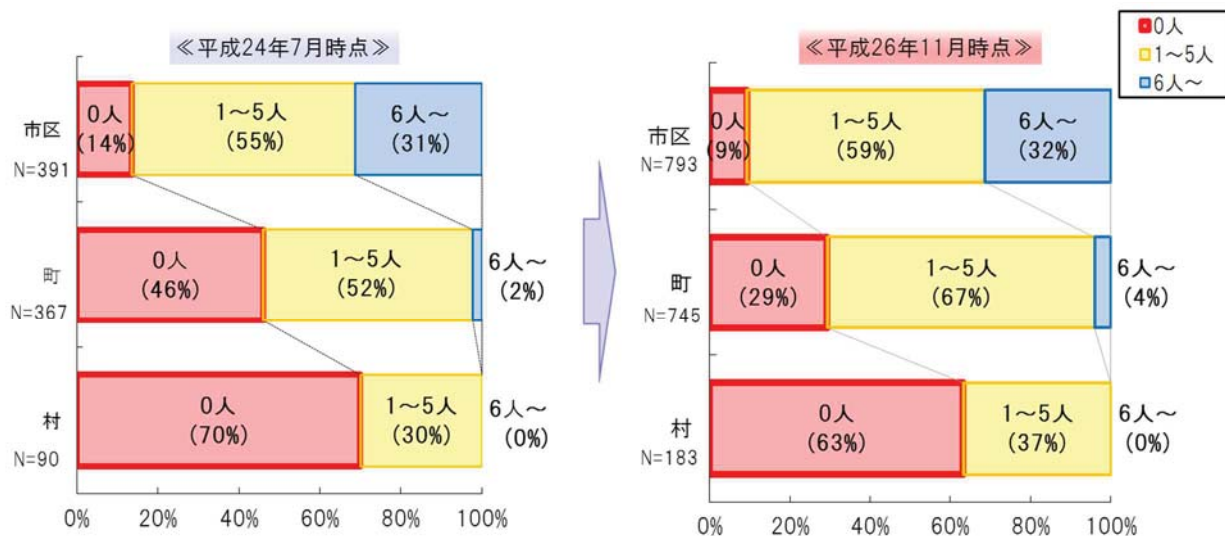 ≪平成24年7月時点≫
市区
N=391
0人
(14%)
1～5人
(55%)
6人～
(31%)
町
N=367
0人
(46%)
1～5人
(52%)
6人～
(2%)
村
N=90
0人
(70%)
1～5人
(30%)
6人～
(0%)
0% 20% 40% 60% 80% 100%
≪平成26年11月時点≫
0人
1～5人
6人～
市区
N=793
0人
(9%)
1～5人
(59%)
6人～
(32%)
町
N=745
0人
(29%)
1～5人
(67%)
6人～
(4%)
村
N=183
0人
(63%)
1～5人
(37%)
6人～
(0%)
0% 20% 40% 60% 80% 100%